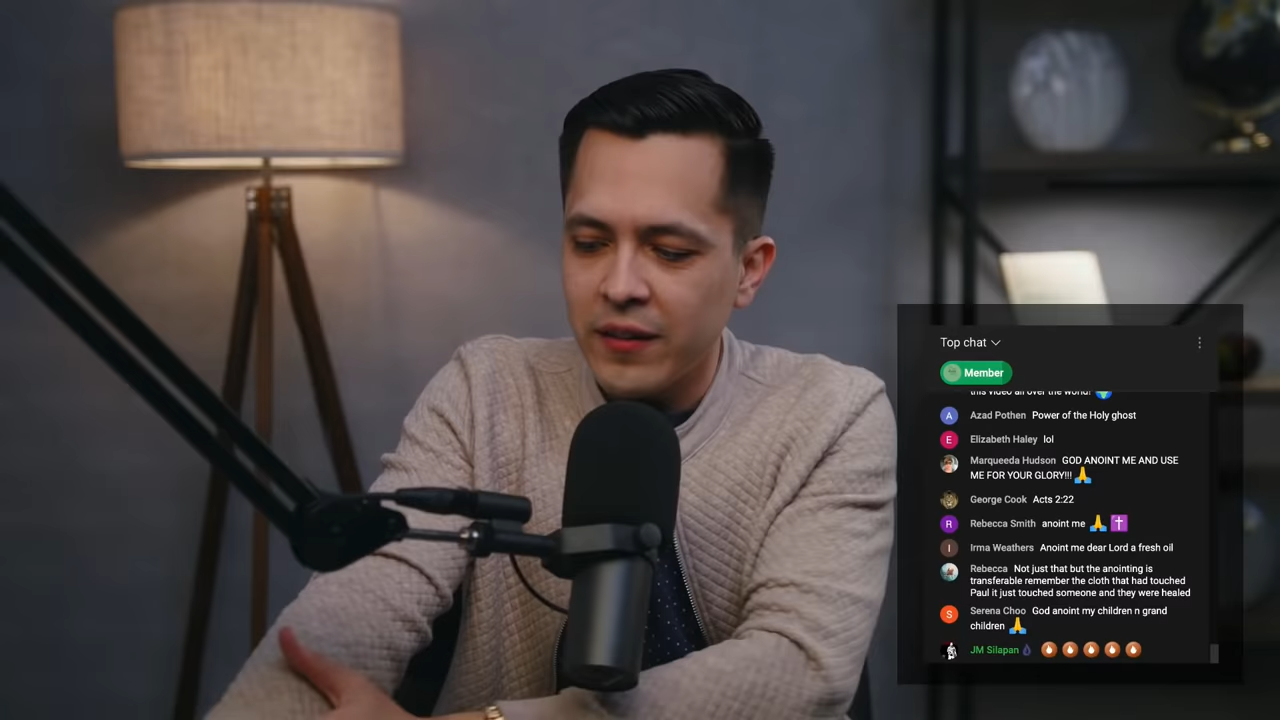 Top chat
Member
this video all over the world!
A Azad Pothen Power of the Holy ghost
E Elizabeth Haley lol
Marqueeda Hudson GOD ANOINT ME AND USE
ME FOR YOUR GLORY!!! 🙏
George Cook Acts 2:22
R Rebecca Smith anoint me 🙏 ✝️
I Irma Weathers Anoint me dear Lord a fresh oil
Rebecca Not just that but the anointing is
transferable remember the cloth that had touched
Paul it just touched someone and they were healed
S Serena Choo God anoint my children n grand
children 🙏
JM Silapan